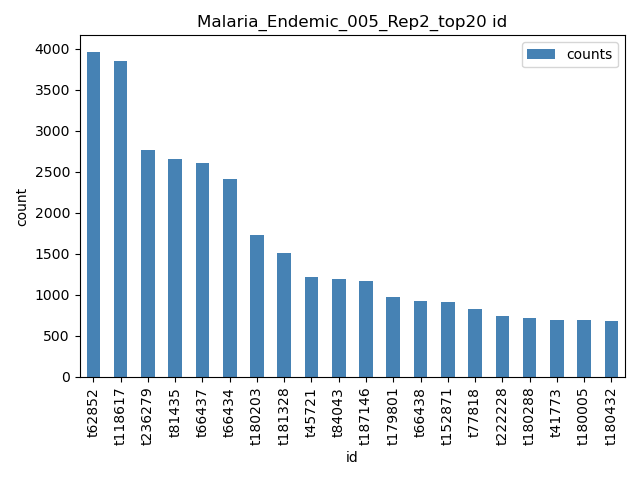 Malaria_Endemic_005_Rep2_top20 id
counts
count
4000
3500
3000
2500
2000
1500
1000
500
0
t62852
t118617
t236279
t81435
t66437
t66434
t180203
t181328
t45721
t84043
t187146
t179801
t66438
t152871
t77818
t222228
t180288
t41773
t180005
t180432
id